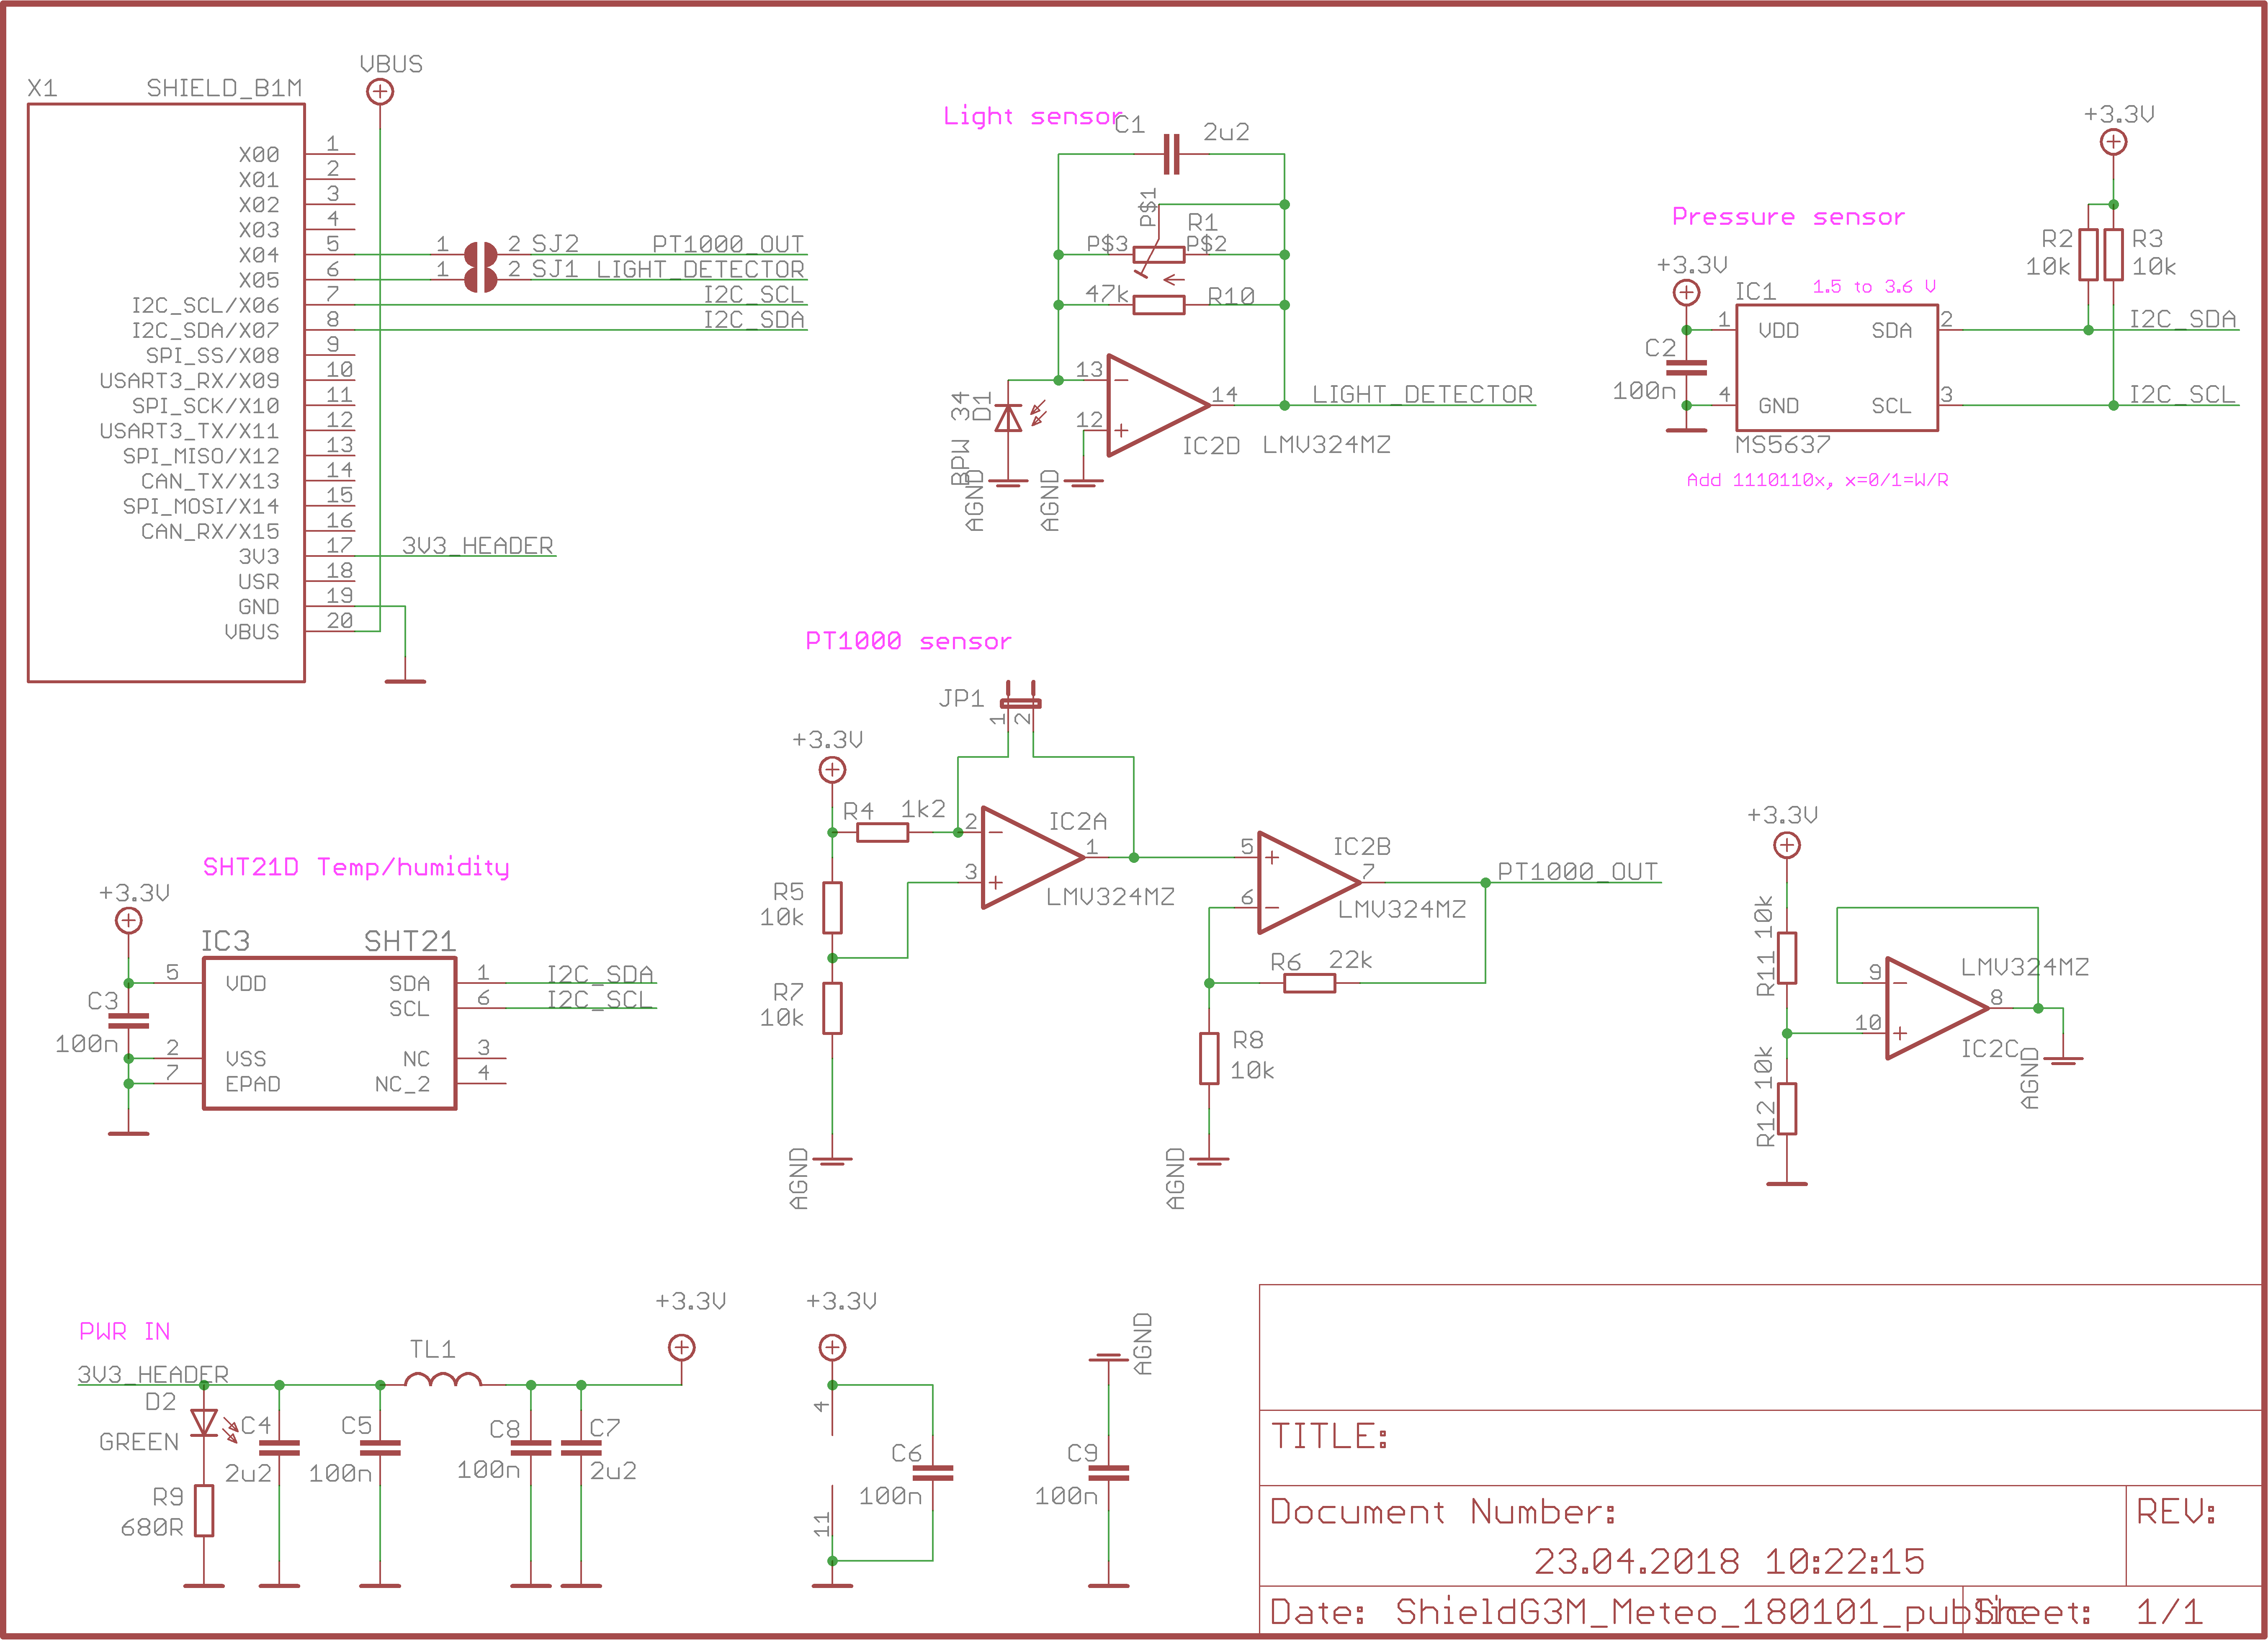 X1 SHIELD_B1M
VBUS
X00 1
X01 2
X02 3
X03 4
X04 5
X05 6
I2C_SCL/X06 7
I2C_SDA/X07 8
SPI_SS/X08 9
USART3_RX/X09 10
SPI_SCK/X10 11
USART3_TX/X11 12
SPI_MISO/X12 13
CAN_TX/X13 14
SPI_MOSI/X14 15
CAN_RX/X15 16
3V3 17
USR 18
GND 19
VBUS 20
1 2 SJ2 PT1000_OUT
1 2 SJ1 LIGHT_DETECTOR
I2C_SCL
I2C_SDA
3V3_HEADER
Light sensor
C1 2u2
P$1
R1
P$3 P$2
47k R10
13
14 LIGHT_DETECTOR
12
D1
BPW 34
IC2D LMV324MZ
AGND
AGND
Pressure sensor
+3.3V
+3.3V
R2 10k
R3 10k
1.5 to 3.6 V
IC1
1 VDD SDA 2 I2C_SDA
C2
100n
4 GND SCL 3 I2C_SCL
MS5637
Add 1110110x, x=0/1=W/R
PT1000 sensor
JP1
1 2
+3.3V
R4 1k2
2
IC2A
1
3
LMV324MZ
R5
10k
R7
10k
AGND
5
IC2B
7 PT1000_OUT
6
LMV324MZ
R6 22k
R8
10k
AGND
+3.3V
R11 10k
R12 10k
9
LMV324MZ
8
10
IC2C
AGND
SHT21D Temp/humidity
+3.3V
IC3 SHT21
5 VDD SDA 1 I2C_SDA
SCL 6 I2C_SCL
C3
100n
2 VSS NC 3
7 EPAD NC_2 4
PWR IN
3V3_HEADER
TL1
+3.3V
D2
GREEN
R9
680R
C4
2u2
C5
100n
C8
100n
C7
2u2
+3.3V
4
11
C6
100n
AGND
C9
100n
TITLE:
Document Number:
REV:
23.04.2018 10:22:15
Date: ShieldG3M_Meteo_180101_public
Sheet: 1/1